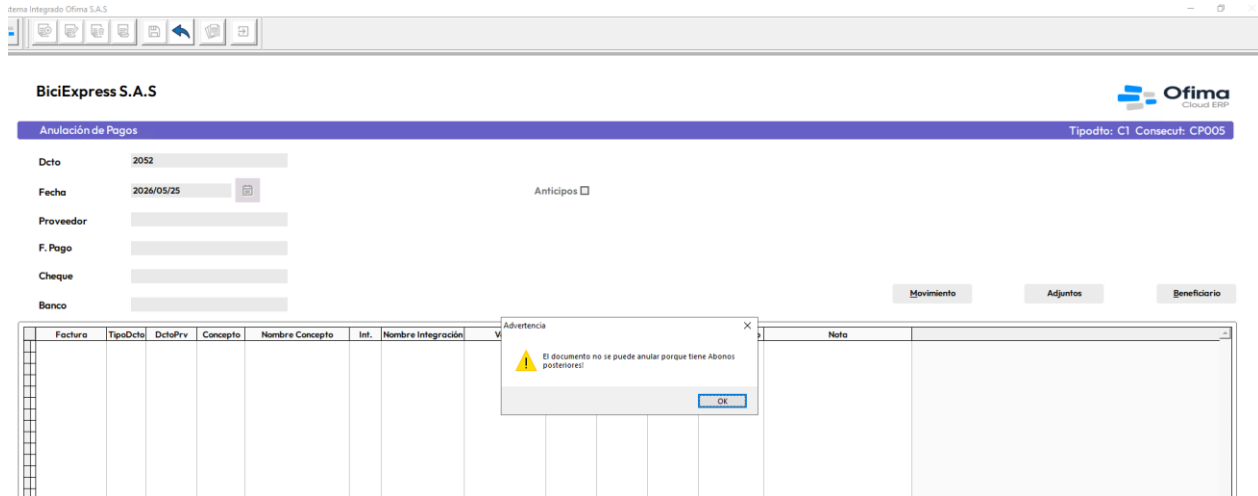 stema Integrado Ofima S.A.S
BiciExpress S.A.S
Ofima
Cloud ERP
Anulación de Pagos
Tipodto: C1 Consecut: CP005
Dcto 2052
Fecha 2026/05/25
Anticipos
Proveedor
F. Pago
Cheque
Banco
Movimiento Adjuntos Beneficiario
Factura TipoDcto DctoPrv Concepto Nombre Concepto Int. Nombre Integración Nota
Advertencia
El documento no se puede anular porque tiene Abonos
posteriores!
OK